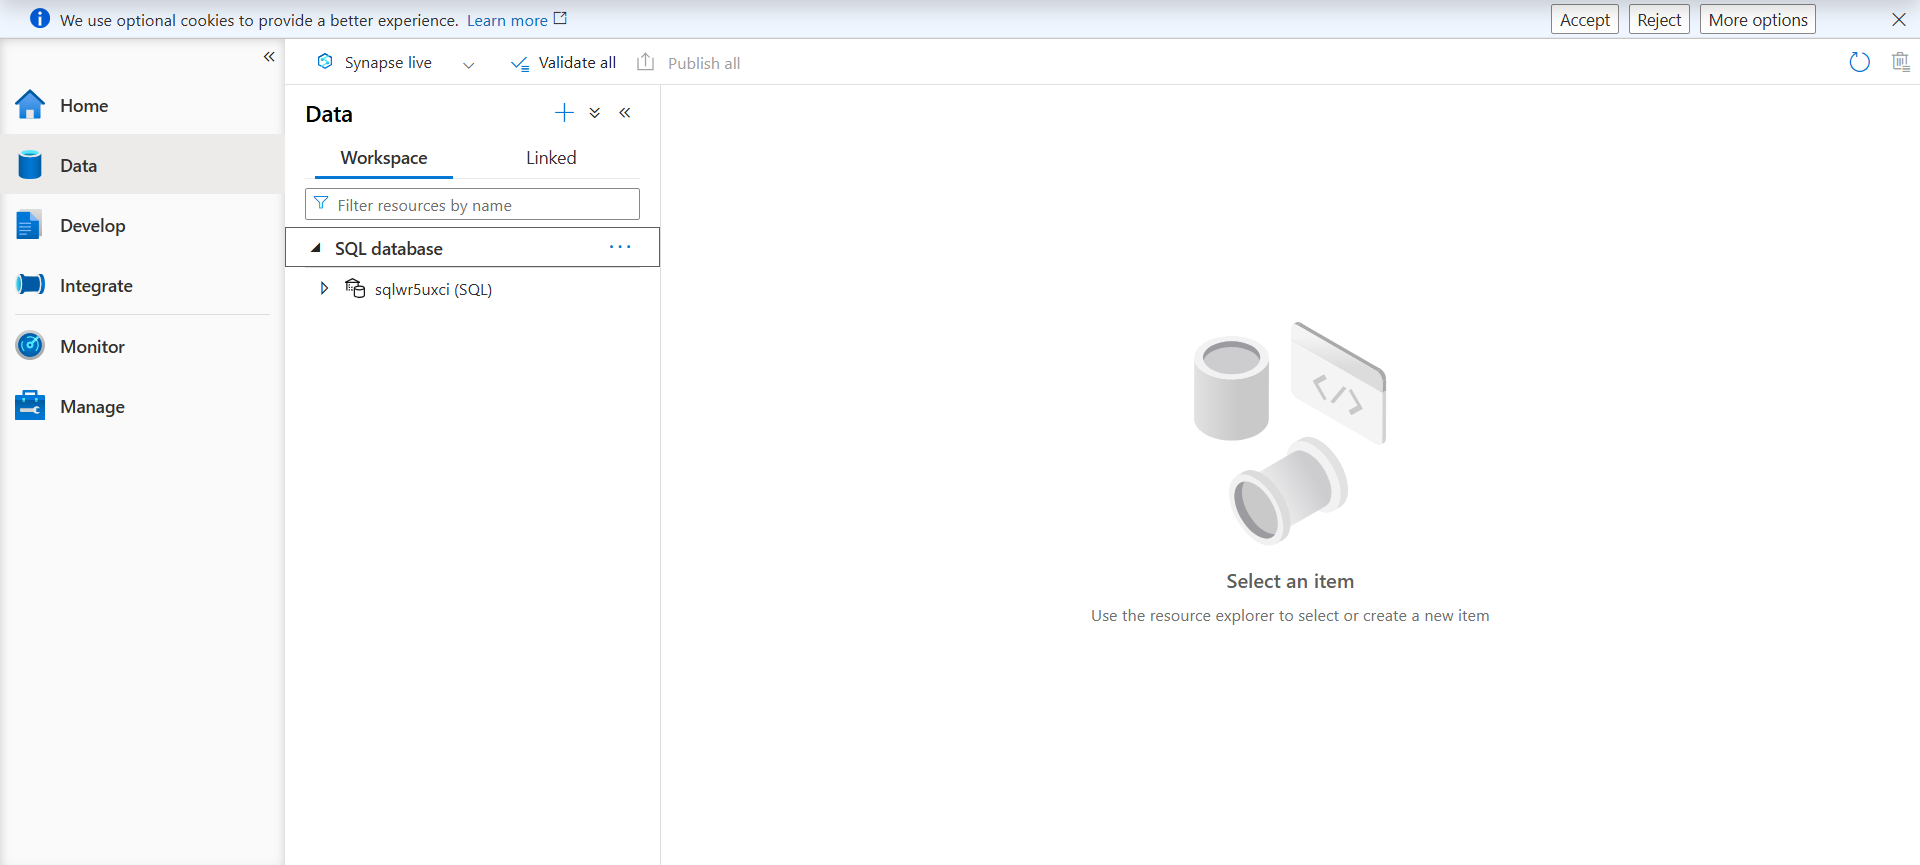 We use optional cookies to provide a better experience. Learn more
Accept
Reject
More options
Synapse live
Validate all
Publish all
Home
Data
Develop
Integrate
Monitor
Manage
Data
Workspace
Linked
Filter resources by name
SQL database
sqlwr5uxci (SQL)
Select an item
Use the resource explorer to select or create a new item